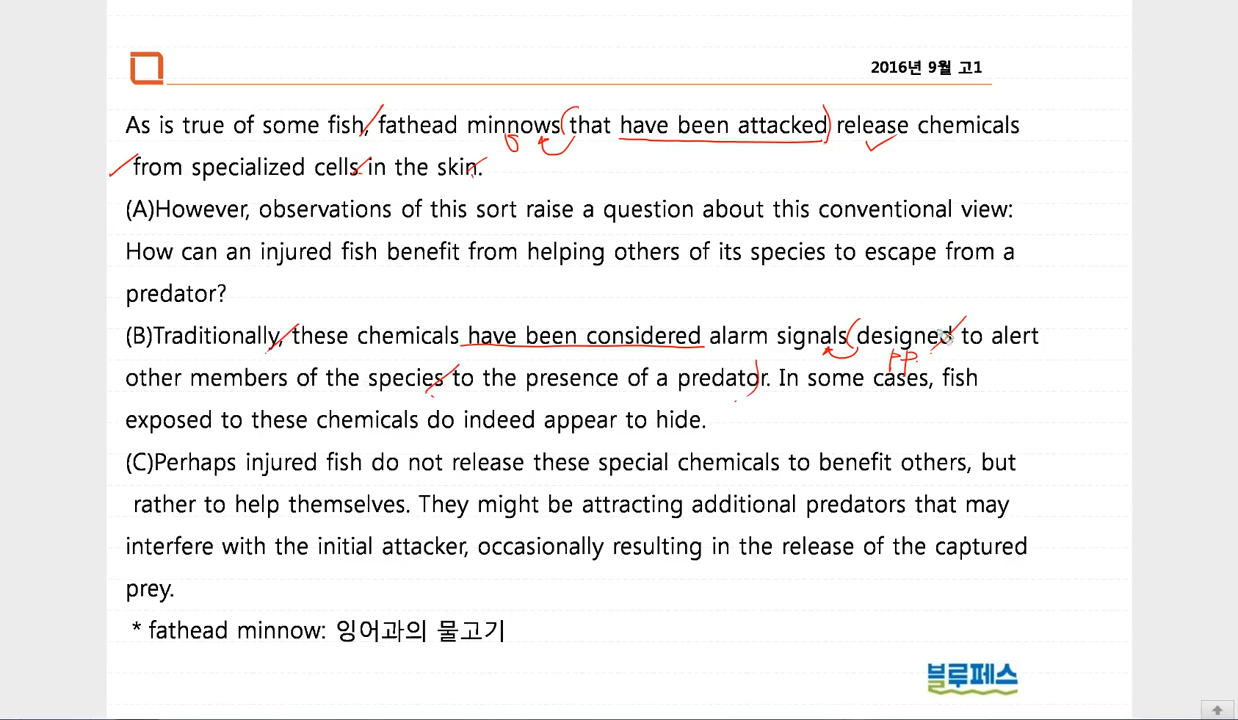 2016년 9월 고1
As is true of some fish, fathead minnows that have been attacked release chemicals
from specialized cells in the skin.
(A)However, observations of this sort raise a question about this conventional view:
How can an injured fish benefit from helping others of its species to escape from a
predator?
(B)Traditionally, these chemicals have been considered alarm signals designed to alert
p.p.
other members of the species to the presence of a predator. In some cases, fish
exposed to these chemicals do indeed appear to hide.
(C)Perhaps injured fish do not release these special chemicals to benefit others, but
rather to help themselves. They might be attracting additional predators that may
interfere with the initial attacker, occasionally resulting in the release of the captured
prey.
* fathead minnow: 잉어과의 물고기
블루페스